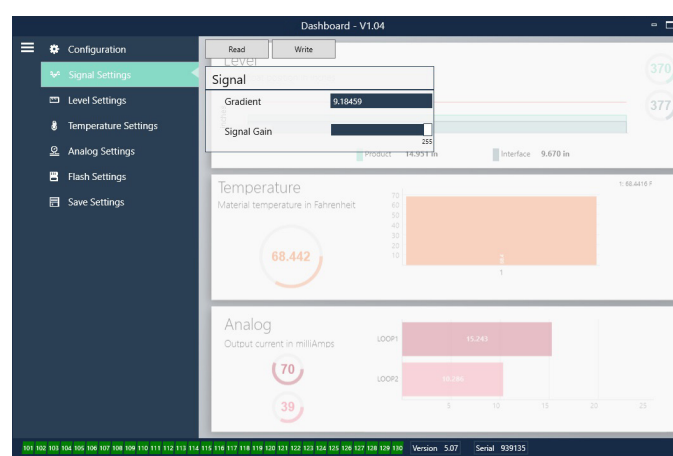 Dashboard - V1.04
Configuration
Signal Settings
Level Settings
Temperature Settings
Analog Settings
Flash Settings
Save Settings
Read Write
Level
Signal
Gradient 9.18459
Signal Gain
255
370
377
Product 14.951 in Interface 9.670 in
Temperature
Material temperature in Fahrenheit
68.442
70
60
50
40
30
20
10
1
1: 68.4416 F
Analog
Output current in milliAmps
70
39
LOOP1 15.243
LOOP2
5 10 15 20 25
101 102 103 104 105 106 107 108 109 110 111 112 113 114 115 116 117 118 119 120 121 122 123 124 125 126 127 128 129 130 Version 5.07 Serial 939135